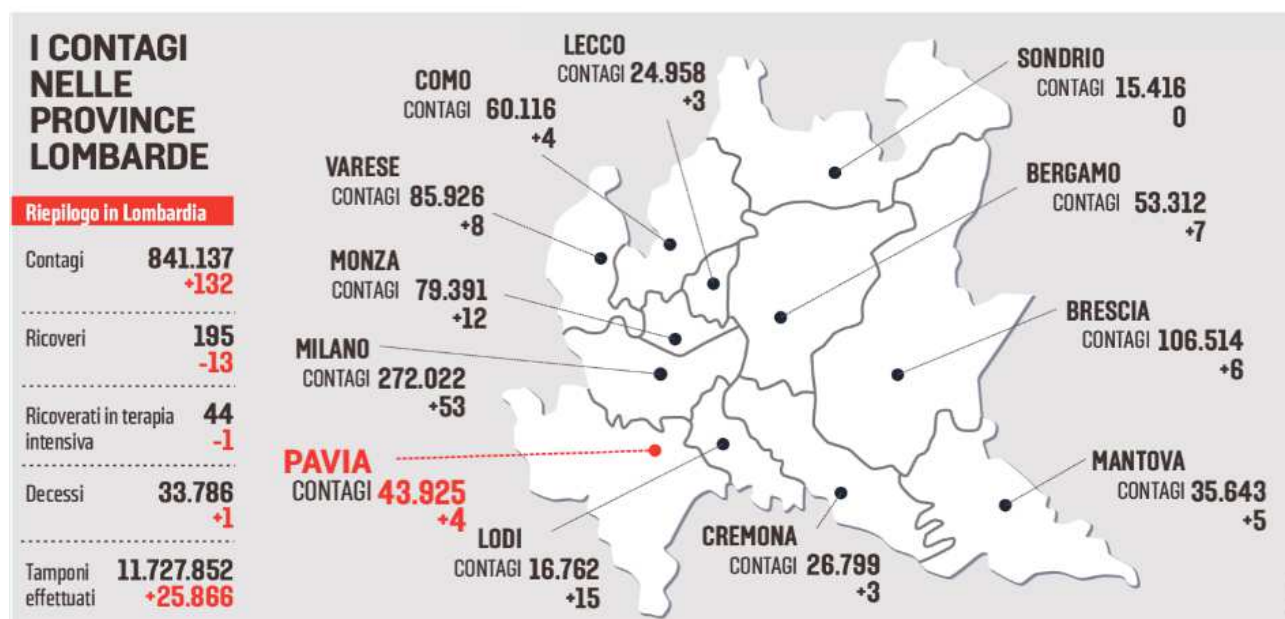 I CONTAGI
NELLE
PROVINCE
LOMBARDE
Riepilogo in Lombardia
Contagi 841.137
+132
Ricoveri 195
-13
Ricoverati in terapia
intensiva
44
-1
Decessi 33.786
+1
Tamponi
effettuati
11.727.852
+25.866
LECCO
CONTAGI 24.958
+3
COMO
CONTAGI 60.116
+4
VARESE
CONTAGI 85.926
+8
MONZA
CONTAGI 79.391
+12
MILANO
CONTAGI 272.022
+53
PAVIA
CONTAGI 43.925
+4
LODI
CONTAGI 16.762
+15
CREMONA
CONTAGI 26.799
+3
SONDRIO
CONTAGI 15.416
0
BERGAMO
CONTAGI 53.312
+7
BRESCIA
CONTAGI 106.514
+6
MANTOVA
CONTAGI 35.643
+5